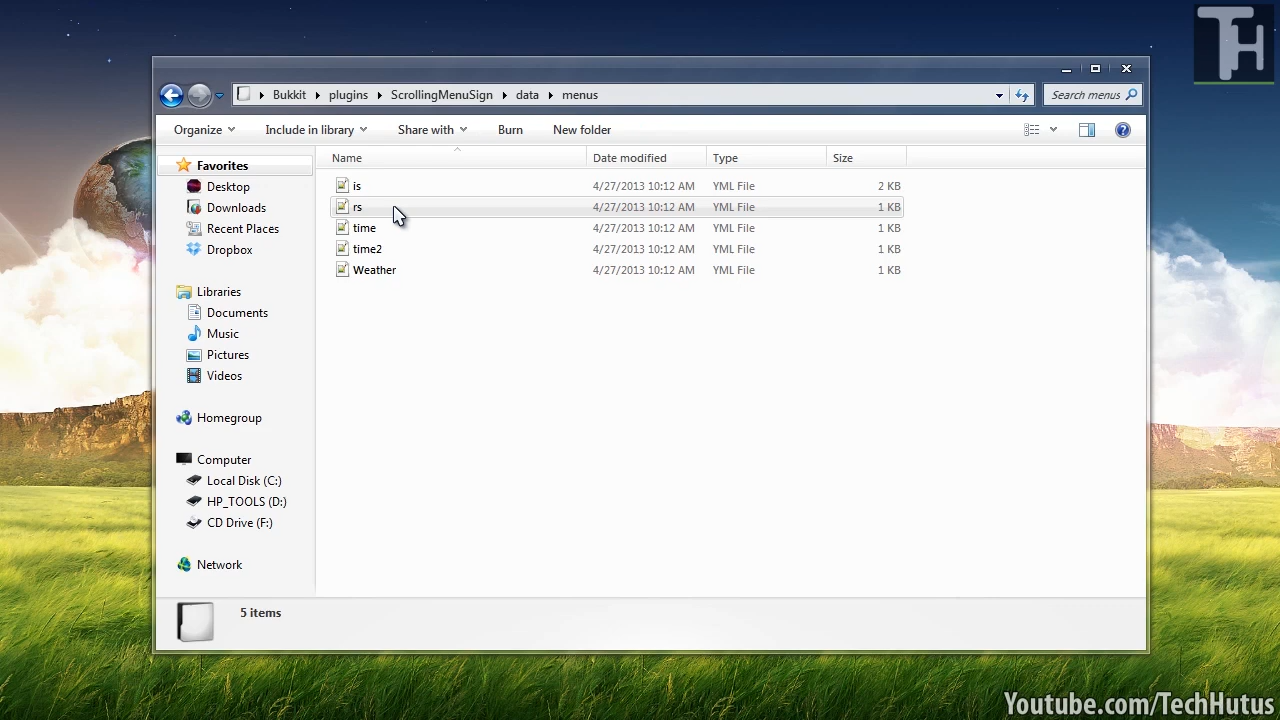 TH
Bukkit plugins ScrollingMenuSign data menus Search menus
Organize Include in library Share with Burn New folder
Name Date modified Type Size
Favorites
Desktop
Downloads
Recent Places
Dropbox
Libraries
Documents
Music
Pictures
Videos
Homegroup
Computer
Local Disk (C:)
HP_TOOLS (D:)
CD Drive (F:)
Network
is 4/27/2013 10:12 AM YML File 2 KB
rs 4/27/2013 10:12 AM YML File 1 KB
time 4/27/2013 10:12 AM YML File 1 KB
time2 4/27/2013 10:12 AM YML File 1 KB
Weather 4/27/2013 10:12 AM YML File 1 KB
5 items
Youtube.com/TechHutus